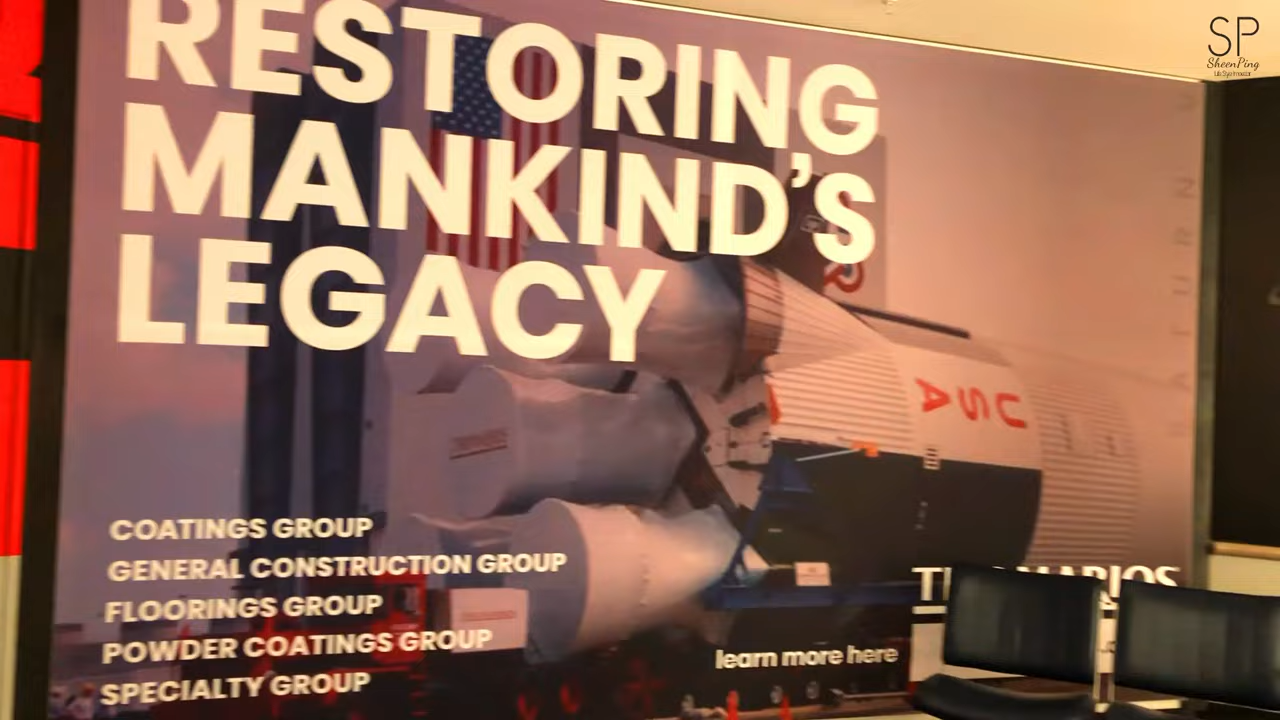 SP
SheenPing
RESTORING
MANKIND'S
LEGACY
USA
COATINGS GROUP
GENERAL CONSTRUCTION GROUP
FLOORINGS GROUP
POWDER COATINGS GROUP
SPECIALTY GROUP
learn more here